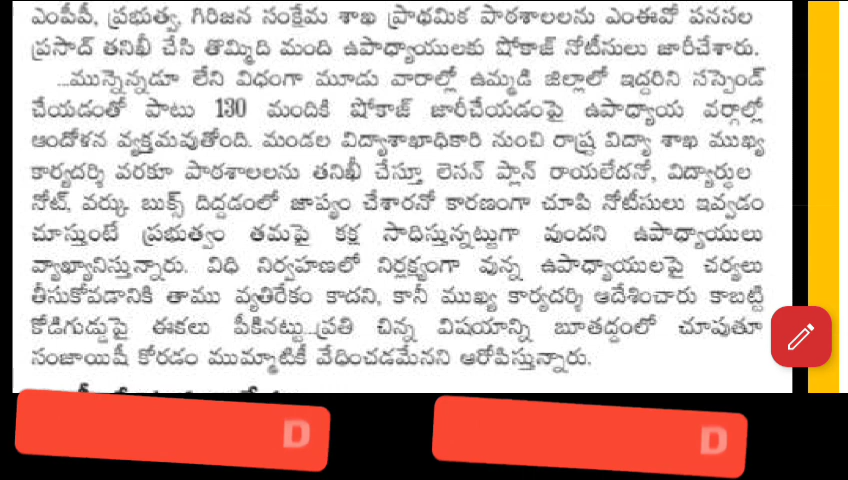 ఎంపీపీ, ప్రభుత్వ, గిరిజన సంక్షేమ శాఖ ప్రాథమిక పాఠశాలలను ఎంఈవో పనసల
ప్రసాద్ తనిఖీ చేసి తొమ్మిది మంది ఉపాధ్యాయులకు షోకాజ్ నోటీసులు జారీచేశారు.
...మున్నెన్నడూ లేని విధంగా మూడు వారాల్లో ఉమ్మడి జిల్లాలో ఇద్దరిని సస్పెండ్
చేయడంతో పాటు 130 మందికి షోకాజ్ జారీచేయడంపై ఉపాధ్యాయ వర్గాల్లో
ఆందోళన వ్యక్తమవుతోంది. మండల విద్యాశాఖాధికారి నుంచి రాష్ట్ర విద్యా శాఖ ముఖ్య
కార్యదర్శి వరకూ పాఠశాలలను తనిఖీ చేస్తూ లెసన్ ప్లాన్ రాయలేదనో, విద్యార్థుల
నోట్, వర్కు బుక్స్ దిద్దడంలో జాప్యం చేశారనో కారణంగా చూపి నోటీసులు ఇవ్వడం
చూస్తుంటే ప్రభుత్వం తమపై కక్ష సాధిస్తున్నట్లుగా వుందని ఉపాధ్యాయులు
వ్యాఖ్యానిస్తున్నారు. విధి నిర్వహణలో నిర్లక్ష్యంగా వున్న ఉపాధ్యాయులపై చర్యలు
తీసుకోవడానికి తాము వ్యతిరేకం కాదని, కానీ ముఖ్య కార్యదర్శి ఆదేశించారు కాబట్టి
కోడిగుడ్డుపై ఈకలు పీకినట్టు...ప్రతి చిన్న విషయాన్ని బూతద్దంలో చూపుతూ
సంజాయిషీ కోరడం ముమ్మాటికీ వేధించడమేనని ఆరోపిస్తున్నారు.
D D